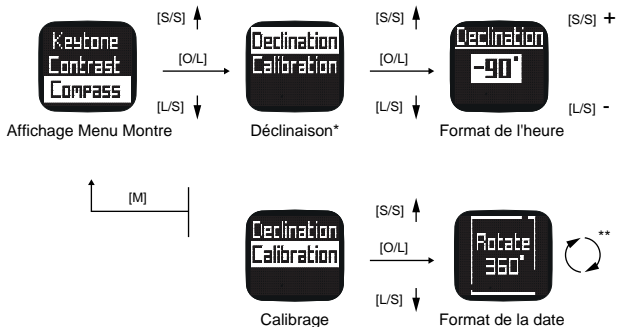 [S/S]
[S/S]
[S/S] +
Keytone
Contrast
Compass
[O/L]
Declination
Calibration
[O/L]
Declination
-90°
[L/S]
[L/S]
[L/S] -
Affichage Menu Montre
Déclinaison*
Format de l'heure
[M]
Declination
Calibration
[S/S]
[O/L]
[L/S]
Rotate
360°
**
Calibrage
Format de la date